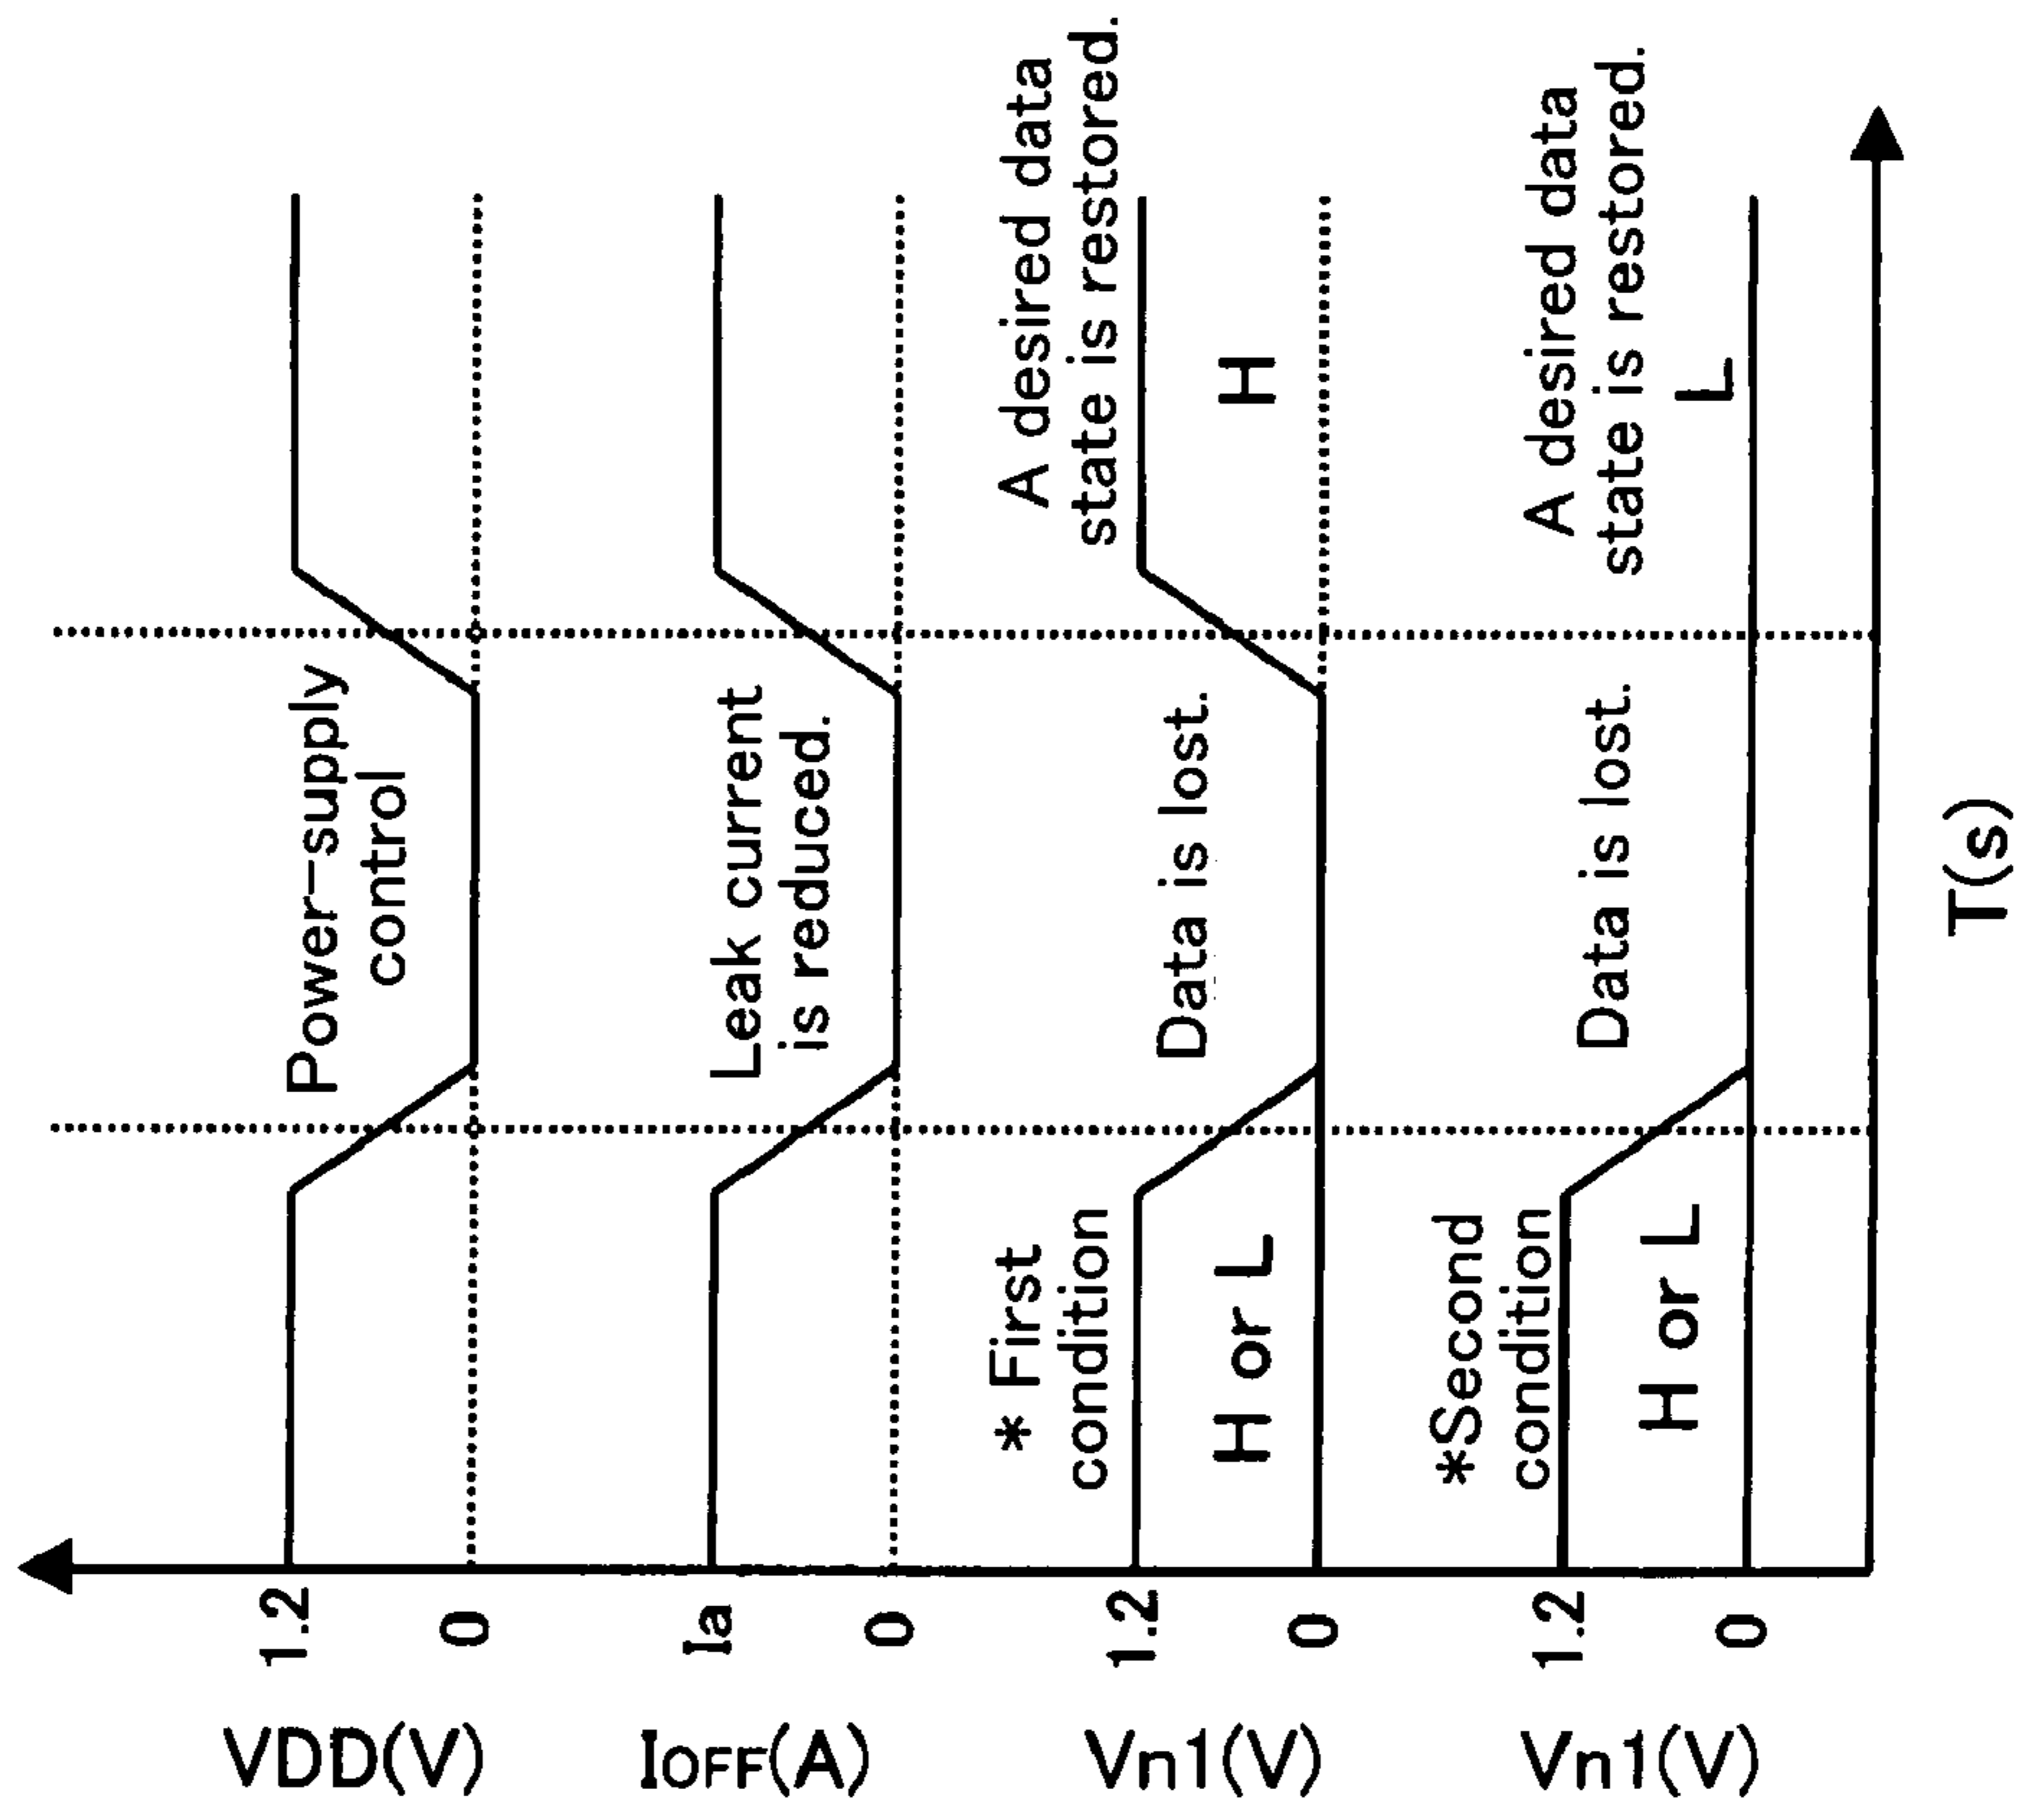 VDD(V)
1.2
0
Power-supply
control
IOFF(A)
Ia
0
Leak current
is reduced.
Vn1(V)
1.2
0
* First
condition
H or L
Data is lost.
A desired data
state is restored.
H
Vn1(V)
1.2
0
*Second
condition
H or L
Data is lost.
A desired data
state is restored.
L
T(s)